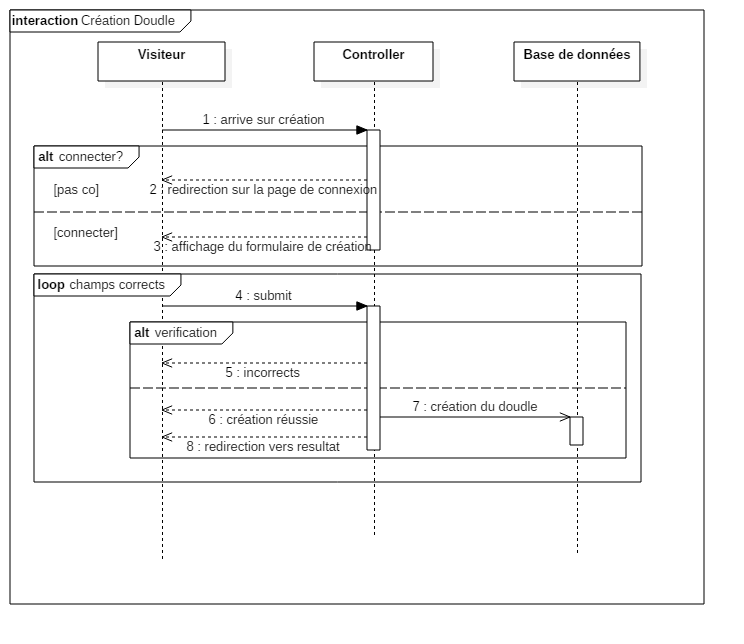 interaction Création Doudle
Visiteur
Controller
Base de données
1 : arrive sur création
alt connecter?
[pas co]
2 : redirection sur la page de connexion
[connecter]
3 : affichage du formulaire de création
loop champs corrects
4 : submit
alt verification
5 : incorrects
7 : création du doudle
6 : création réussie
8 : redirection vers resultat